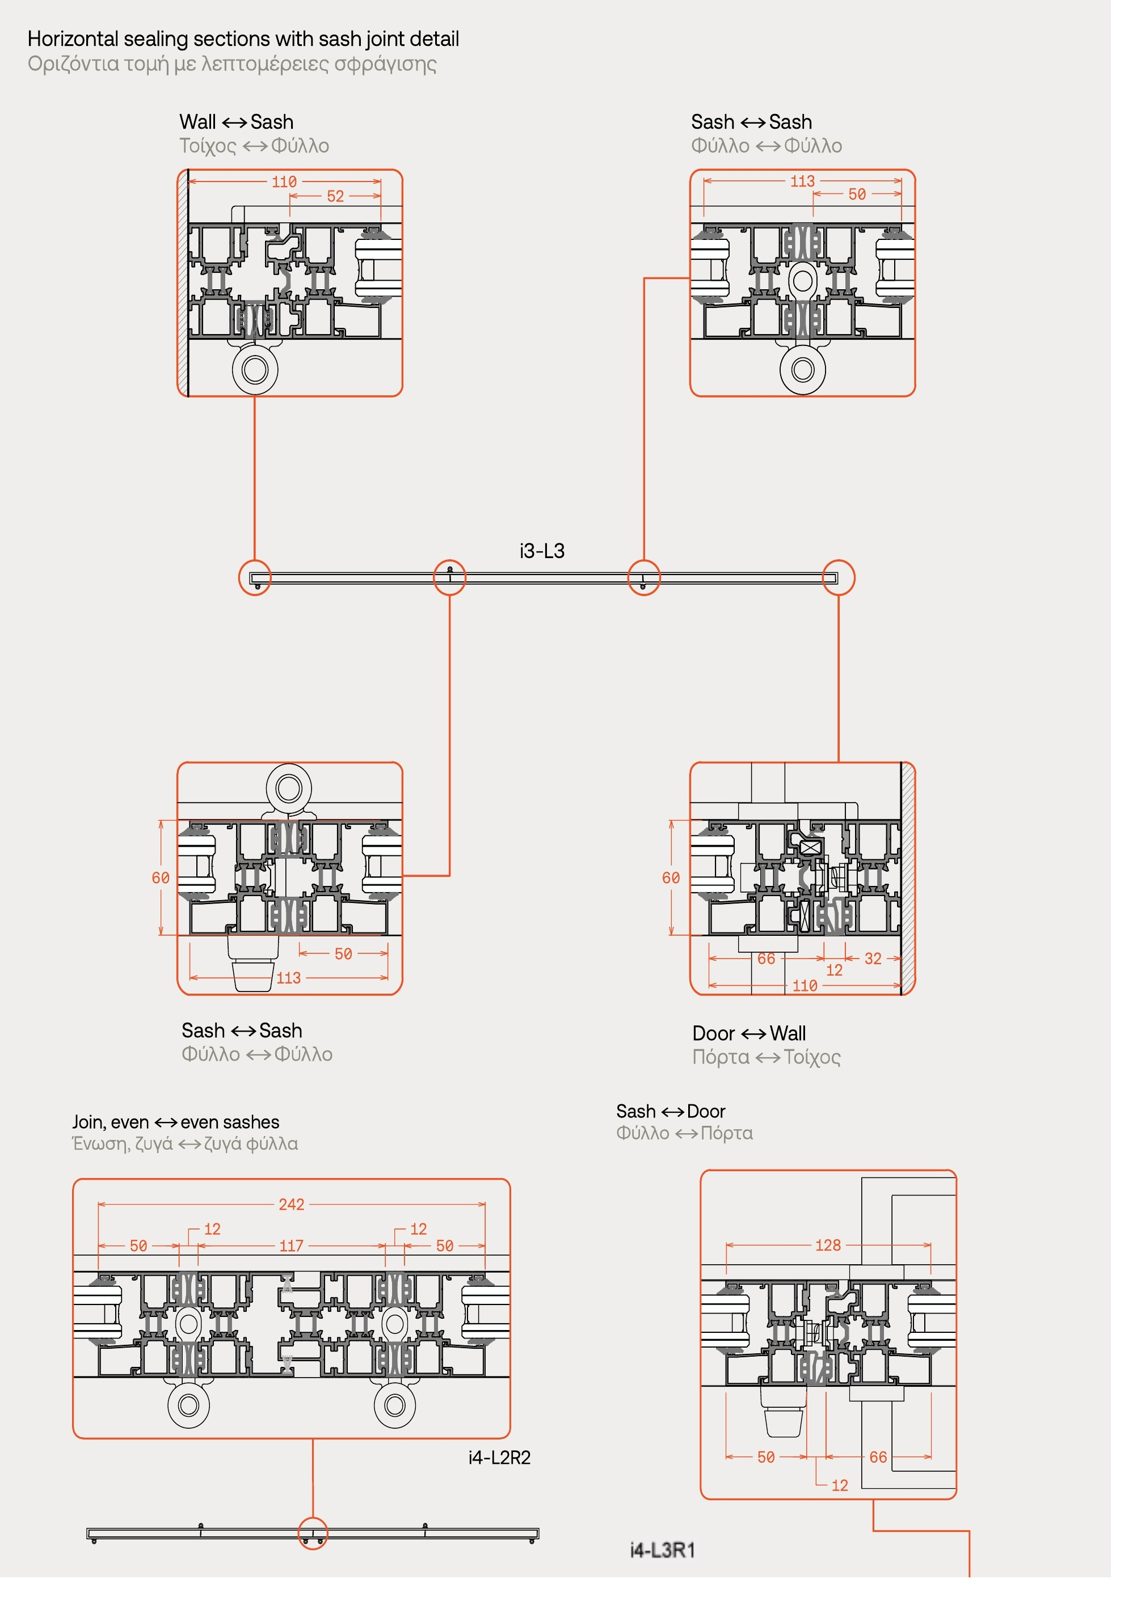 Horizontal sealing sections with sash joint detail
Οριζόντια τομή με λεπτομέρειες σφράγισης
Wall ↔ Sash
Τοίχος ↔ Φύλλο
110
52
Sash ↔ Sash
Φύλλο ↔ Φύλλο
113
50
i3-L3
60
50
113
Sash ↔ Sash
Φύλλο ↔ Φύλλο
60
66
12
32
110
Door ↔ Wall
Πόρτα ↔ Τοίχος
Join, even ↔ even sashes
Ένωση, ζυγά ↔ ζυγά φύλλα
242
12
12
50
117
50
i4-L2R2
Sash ↔ Door
Φύλλο ↔ Πόρτα
128
50
66
12
i4-L3R1